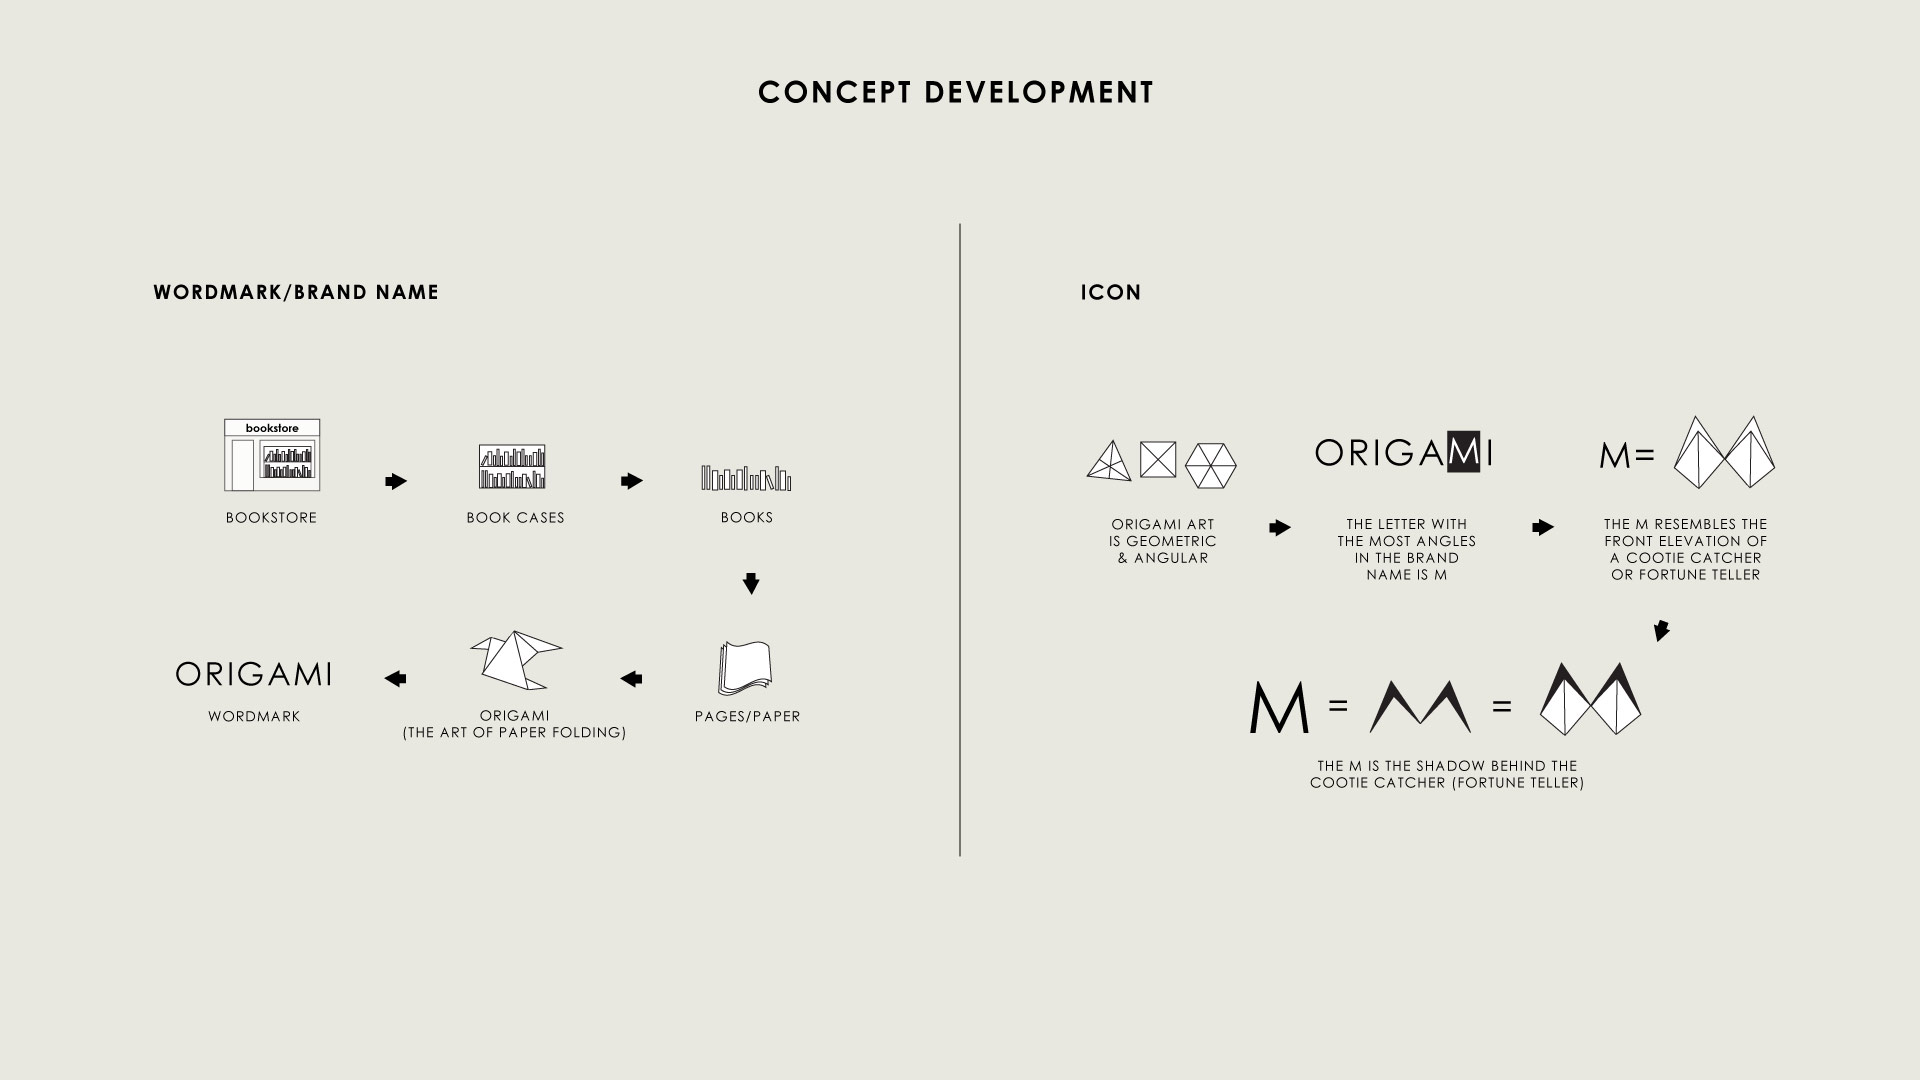 CONCEPT DEVELOPMENT
WORDMARK/BRAND NAME
bookstore
BOOKSTORE
BOOK CASES
BOOKS
ORIGAMI
WORDMARK
ORIGAMI
(THE ART OF PAPER FOLDING)
PAGES/PAPER
ICON
ORIGAMI ART
IS GEOMETRIC
& ANGULAR
ORIGAMI
THE LETTER WITH
THE MOST ANGLES
IN THE BRAND
NAME IS M
M=
THE M RESEMBLES THE
FRONT ELEVATION OF
A COOTIE CATCHER
OR FORTUNE TELLER
M = M =
THE M IS THE SHADOW BEHIND THE
COOTIE CATCHER (FORTUNE TELLER)